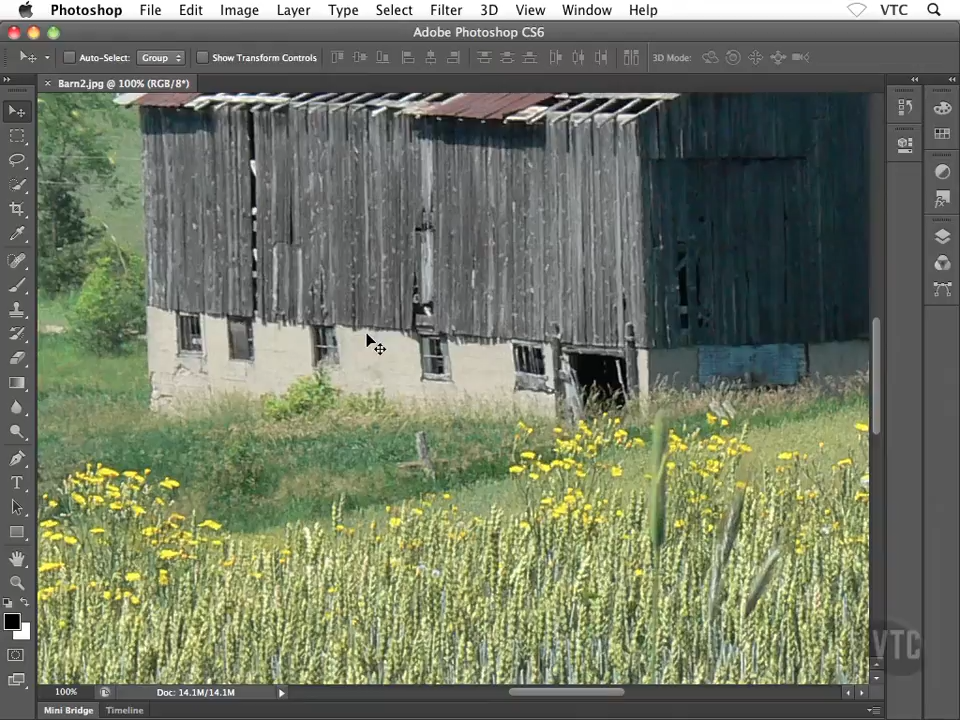 Photoshop File Edit Image Layer Type Select Filter 3D View Window Help VTC
Adobe Photoshop CS6
Auto-Select: Group Show Transform Controls 3D Mode:
Barn2.jpg @ 100% (RGB/8*)
T
fx
VTC
100% Doc: 14.1M/14.1M
Mini Bridge Timeline